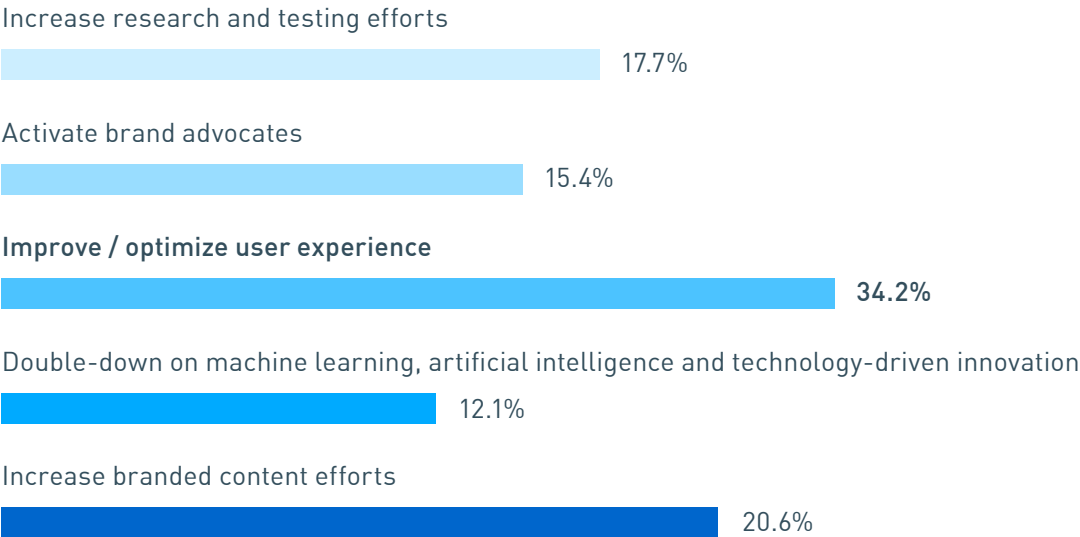 Increase research and testing efforts
17.7%
Activate brand advocates
15.4%
Improve / optimize user experience
34.2%
Double-down on machine learning, artificial intelligence and technology-driven innovation
12.1%
Increase branded content efforts
20.6%